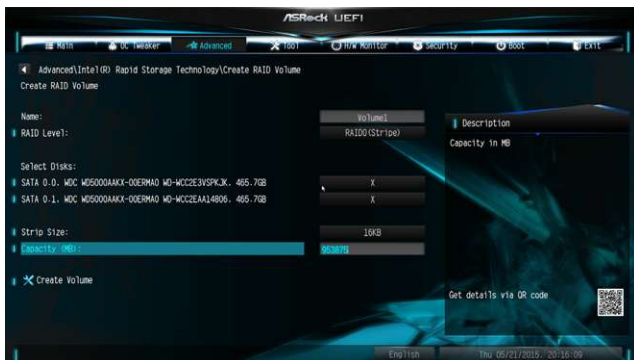 ASRock UEFI
Main OC Tweaker Advanced Tool H/W Monitor Security Boot Exit
Advanced\Intel(R) Rapid Storage Technology\Create RAID Volume
Create RAID Volume
Name: Volume1
RAID Level: RAID0(Stripe)
Description
Capacity in MB
Select Disks:
SATA 0.0. WDC WD5000AAKX-00ERMA0 WD-WCC2E3VSPKJK. 465.7GB X
SATA 0.1. WDC WD5000AAKX-00ERMA0 WD-WCC2EAA14806. 465.7GB X
Strip Size: 16KB
Capacity (MB): 953875
Create Volume
Get details via QR code
English Thu 05/21/2015. 20:16:09